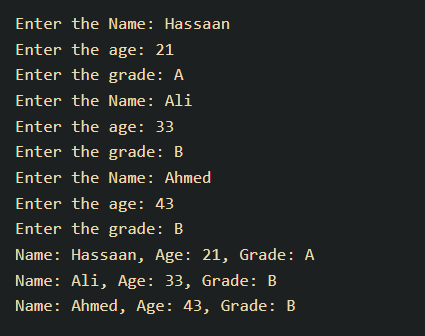 Enter the Name: Hassaan
Enter the age: 21
Enter the grade: A
Enter the Name: Ali
Enter the age: 33
Enter the grade: B
Enter the Name: Ahmed
Enter the age: 43
Enter the grade: B
Name: Hassaan, Age: 21, Grade: A
Name: Ali, Age: 33, Grade: B
Name: Ahmed, Age: 43, Grade: B